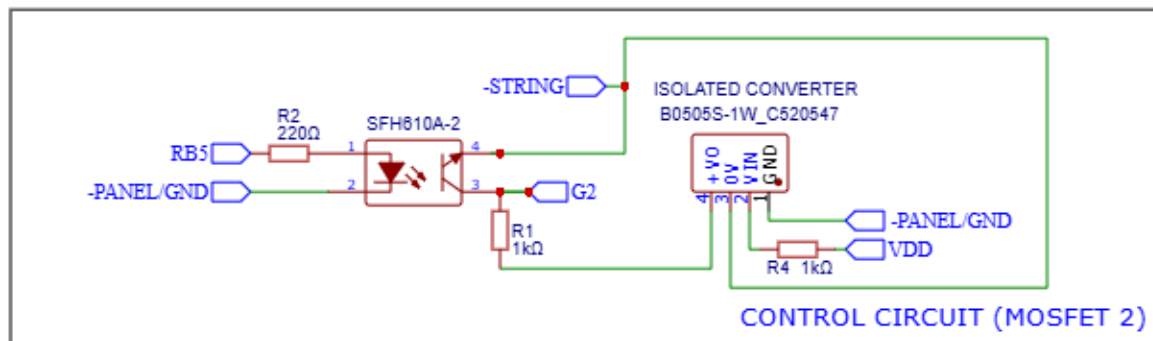 -STRING
ISOLATED CONVERTER
B0505S-1W_C520547
R2
220Ω
SFH610A-2
RB5
1
4
-PANEL/GND
2
3
G2
+VO
0V
VIN
GND
4
3
2
1
R1
1kΩ
-PANEL/GND
VDD
R4 1kΩ
CONTROL CIRCUIT (MOSFET 2)